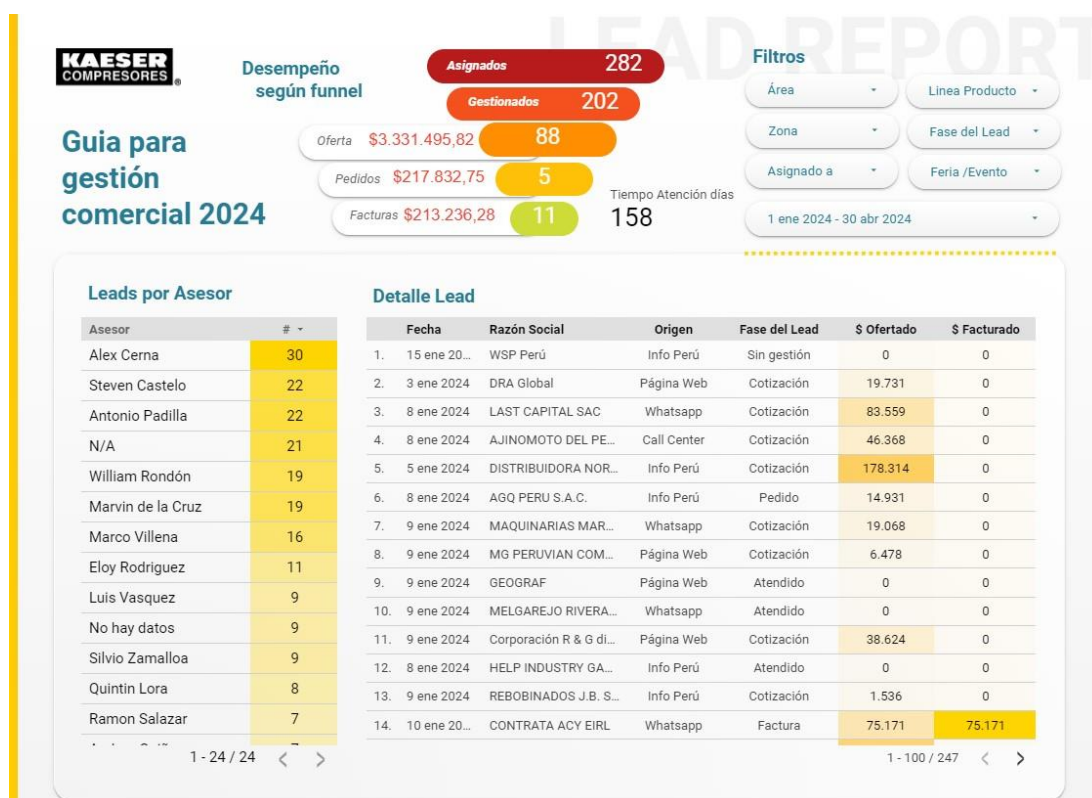 LEAD REPORT
KAESER
COMPRESORES
Desempeño
según funnel
Guia para
gestión
comercial 2024
Asignados 282
Gestionados 202
Oferta $3.331.495,82 88
Pedidos $217.832,75 5
Facturas $213.236,28 11
Tiempo Atención días
158
Filtros
Área Linea Producto
Zona Fase del Lead
Asignado a Feria /Evento
1 ene 2024 - 30 abr 2024
Leads por Asesor
Asesor #
Alex Cerna 30
Steven Castelo 22
Antonio Padilla 22
N/A 21
William Rondón 19
Marvin de la Cruz 19
Marco Villena 16
Eloy Rodriguez 11
Luis Vasquez 9
No hay datos 9
Silvio Zamalloa 9
Quintin Lora 8
Ramon Salazar 7
1 - 24 / 24
Detalle Lead
Fecha Razón Social Origen Fase del Lead $ Ofertado $ Facturado
1. 15 ene 20... WSP Perú Info Perú Sin gestión 0 0
2. 3 ene 2024 DRA Global Página Web Cotización 19.731 0
3. 8 ene 2024 LAST CAPITAL SAC Whatsapp Cotización 83.559 0
4. 8 ene 2024 AJINOMOTO DEL PE... Call Center Cotización 46.368 0
5. 5 ene 2024 DISTRIBUIDORA NOR... Info Perú Cotización 178.314 0
6. 8 ene 2024 AGQ PERU S.A.C. Info Perú Pedido 14.931 0
7. 9 ene 2024 MAQUINARIAS MAR... Whatsapp Cotización 19.068 0
8. 9 ene 2024 MG PERUVIAN COM... Página Web Cotización 6.478 0
9. 9 ene 2024 GEOGRAF Página Web Atendido 0 0
10. 9 ene 2024 MELGAREJO RIVERA... Whatsapp Atendido 0 0
11. 9 ene 2024 Corporación R & G di... Página Web Cotización 38.624 0
12. 8 ene 2024 HELP INDUSTRY GA... Info Perú Atendido 0 0
13. 9 ene 2024 REBOBINADOS J.B. S... Info Perú Cotización 1.536 0
14. 10 ene 20... CONTRATA ACY EIRL Whatsapp Factura 75.171 75.171
1 - 100 / 247